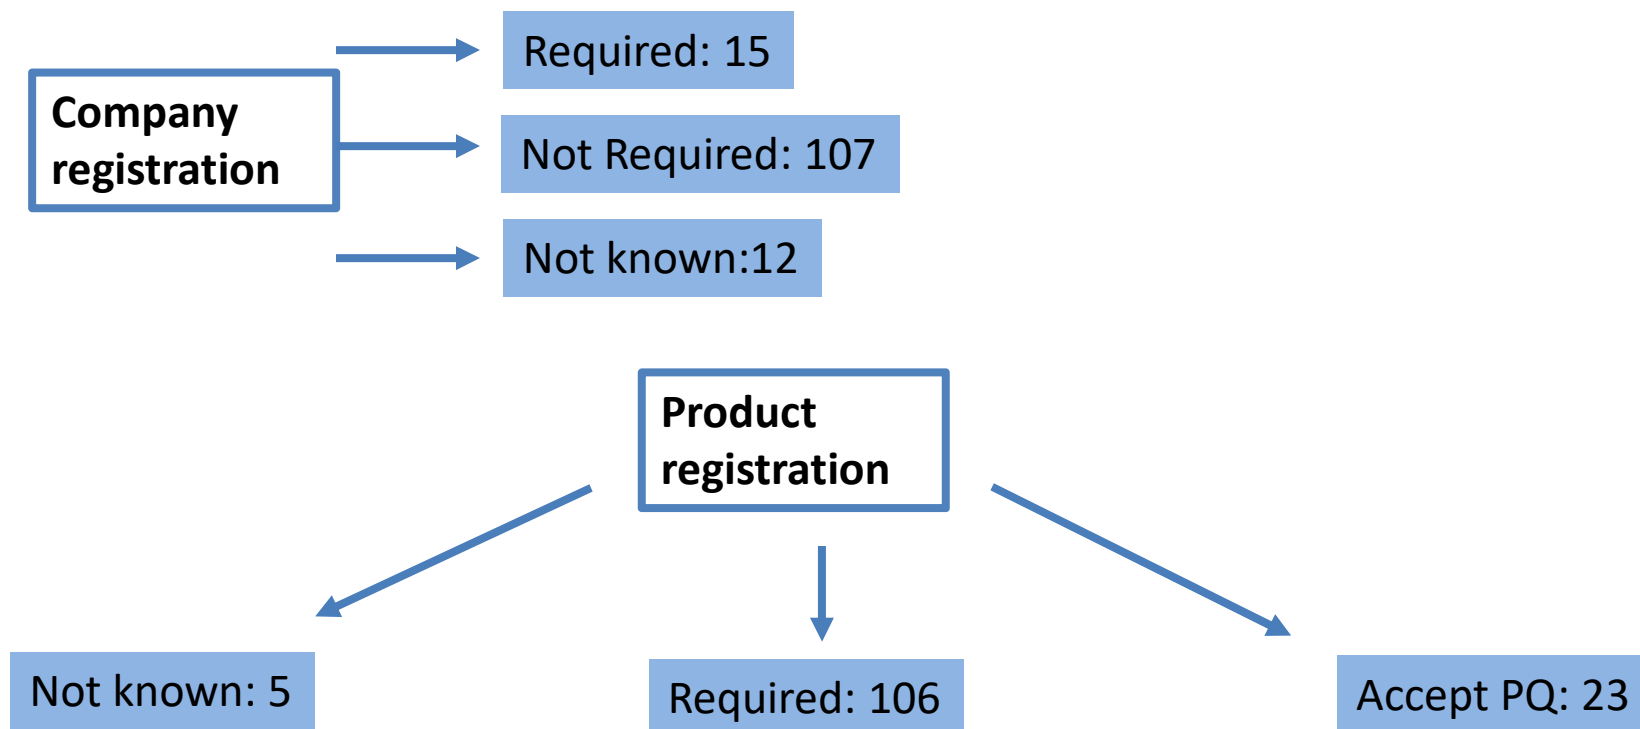 Company
registration
Required: 15
Not Required: 107
Not known:12
Product
registration
Not known: 5
Required: 106
Accept PQ: 23